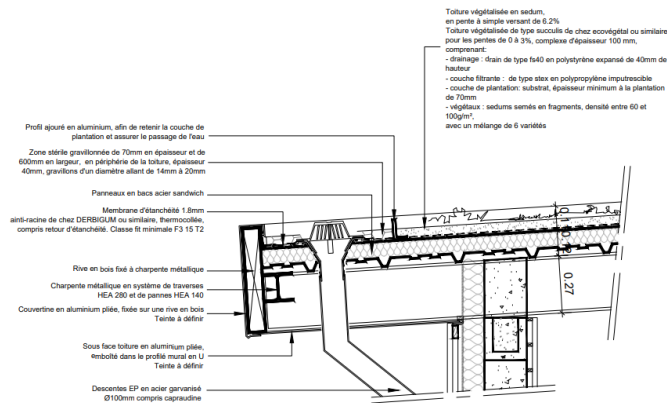 Toiture végétalisée en sedum,
en pente à simple versant de 6.2%
Toiture végétalisée de type succulis de chez ecovégétal ou similaire
pour les pentes de 0 à 3%, complexe d'épaisseur 100 mm,
comprenant:
- drainage : drain de type fs40 en polystyrène expansé de 40mm de
hauteur
- couche filtrante : de type stex en polypropylène imputrescible
- couche de plantation: substrat, épaisseur minimum à la plantation
de 70mm
- végétaux : sedums semés en fragments, densité entre 60 et
100g/m²,
avec un mélange de 6 variétés
Profil ajouré en aluminium, afin de retenir la couche de
plantation et assurer le passage de l'eau
Zone stérile gravillonnée de 70mm en épaisseur et de
600mm en largeur, en périphérie de la toiture, épaisseur
40mm, gravillons d'un diamètre allant de 14mm à 20mm
Panneaux en bacs acier sandwich
Membrane d'étanchéité 1.8mm
ainti-racine de chez DERBIGUM ou similaire, thermocollée,
compris retour d'étanchéité. Classe fit minimale F3 15 T2
Rive en bois fixé à charpente métallique
Charpente métallique en système de traverses
HEA 280 et de pannes HEA 140
Couvertine en aluminium pliée, fixée sur une rive en bois
Teinte à définir
Sous face toiture en aluminium pliée,
emboîté dans le profilé mural en U
Teinte à définir
Descentes EP en acier galvanisé
Ø100mm compris capraudine
0.27